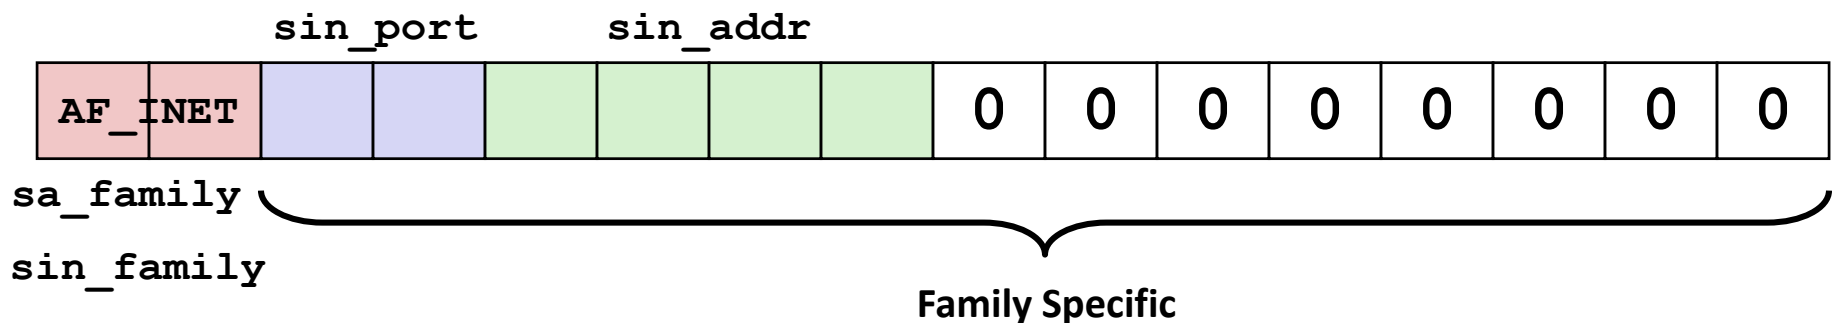 sin_port sin_addr
AF_INET 0 0 0 0 0 0 0 0
sa_family
sin_family
Family Specific